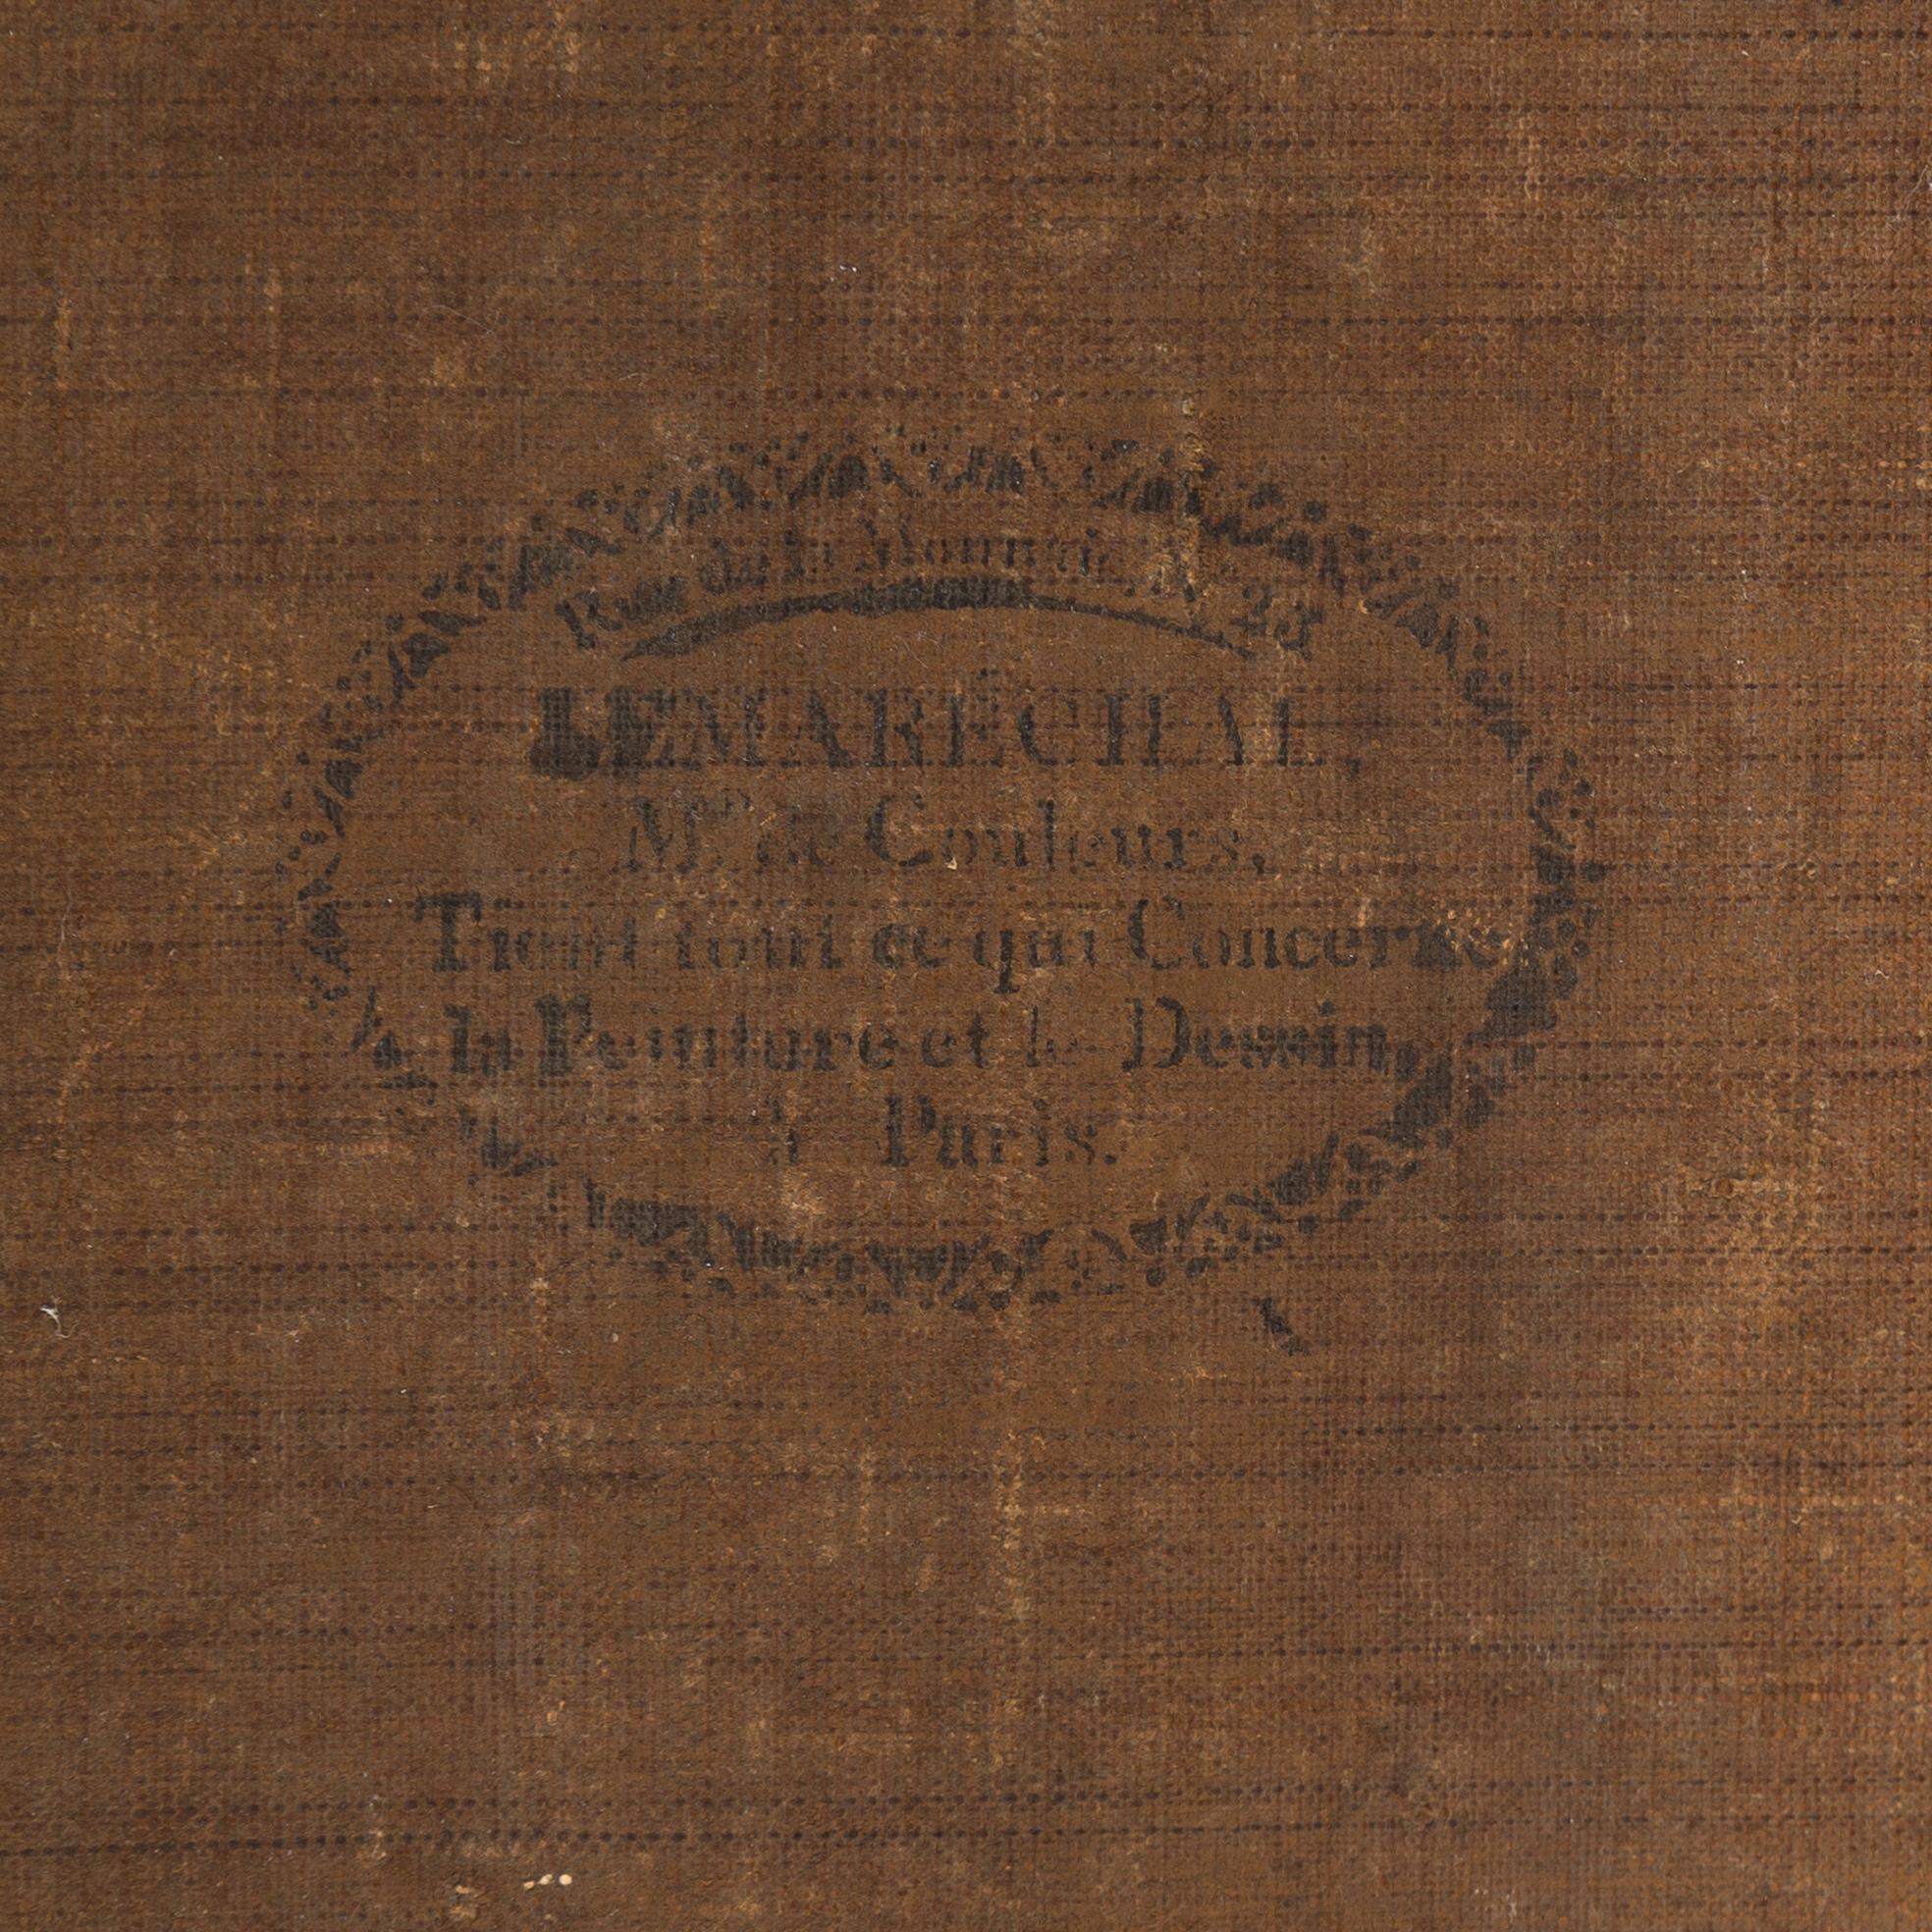 Rue de la Monnaie, N. 23
LEMARÉCHAL,
Md. de Couleurs,
Tient tout ce qui Concerne
la Peinture et le Dessin,
à Paris.